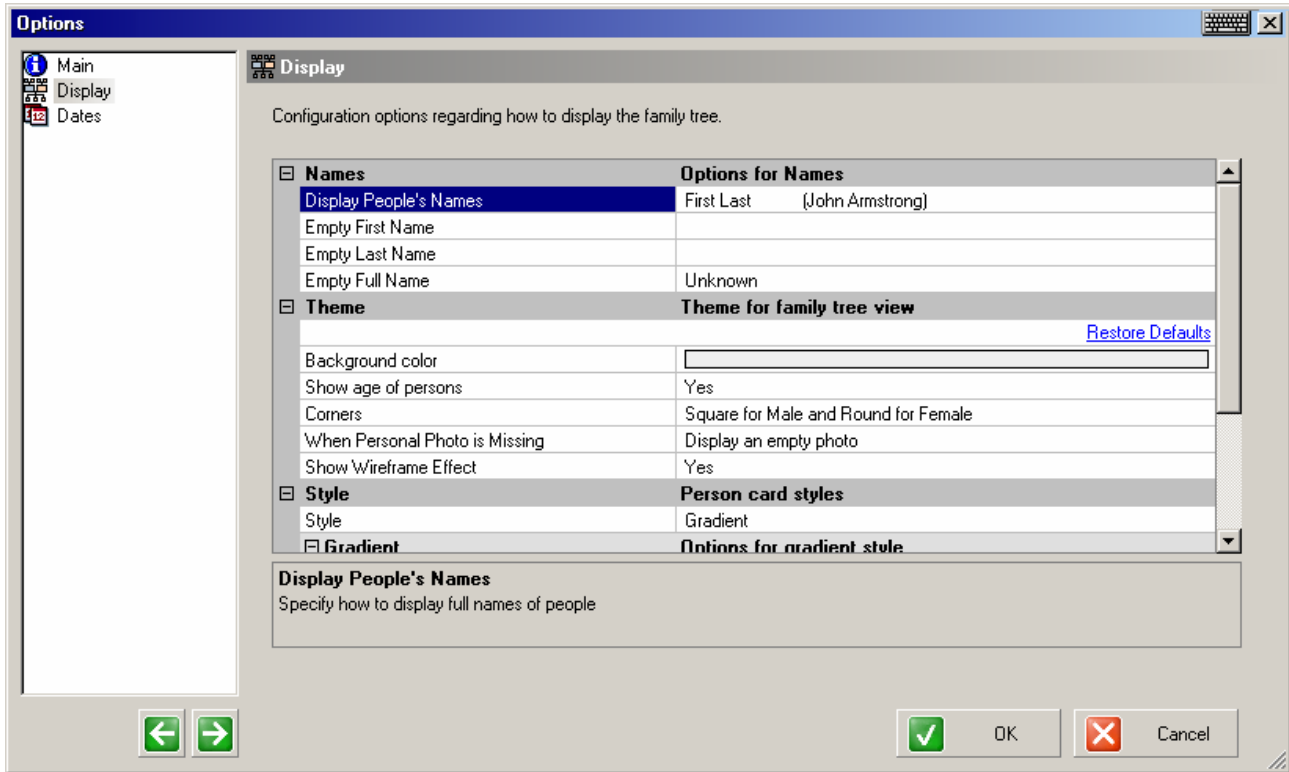 Options
Main
Display
Dates
Display
Configuration options regarding how to display the family tree.
Names Options for Names
Display People's Names First Last (John Armstrong)
Empty First Name
Empty Last Name
Empty Full Name Unknown
Theme Theme for family tree view
Restore Defaults
Background color
Show age of persons Yes
Corners Square for Male and Round for Female
When Personal Photo is Missing Display an empty photo
Show Wireframe Effect Yes
Style Person card styles
Style Gradient
Gradient Options for gradient style
Display People's Names
Specify how to display full names of people
OK Cancel